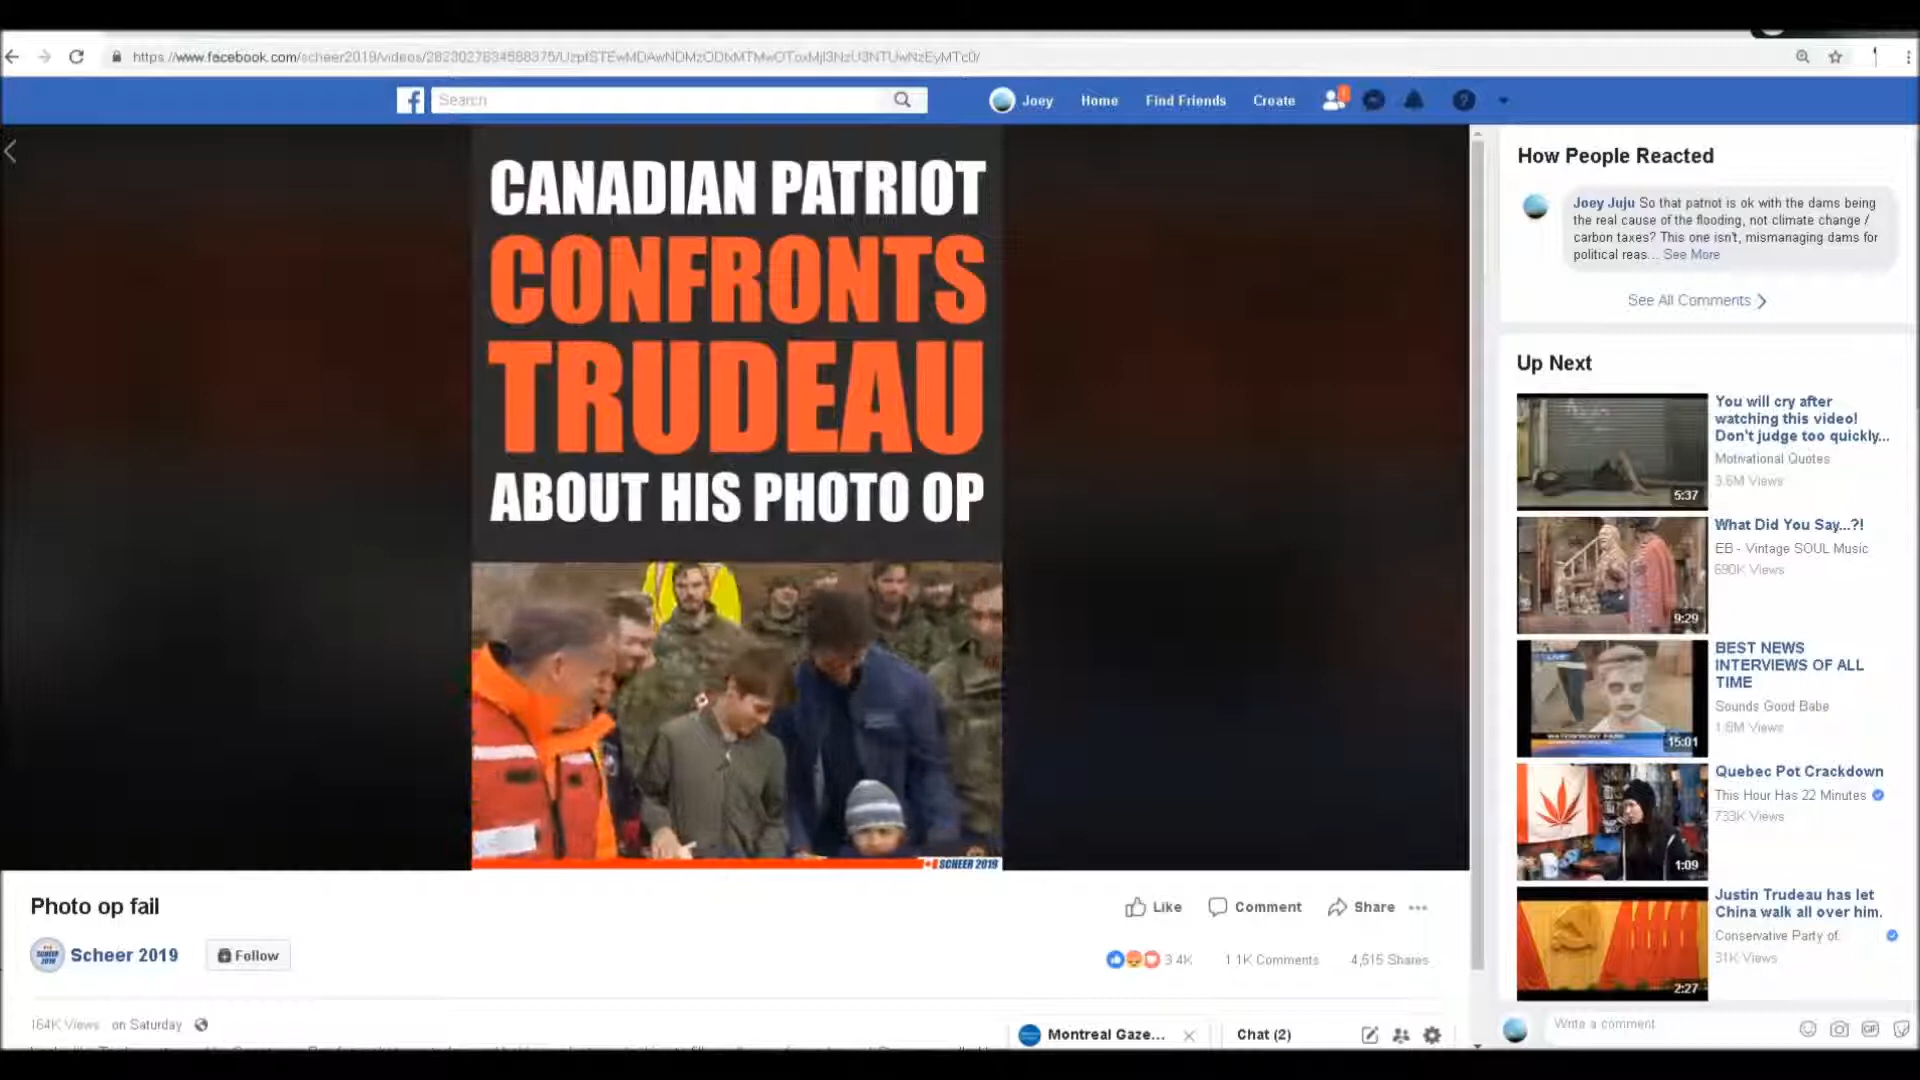 Search
Joey
Home
Find Friends
Create
CANADIAN PATRIOT
CONFRONTS
TRUDEAU
ABOUT HIS PHOTO OP
SCHEER 2019
Photo op fail
Like
Comment
Share
Scheer 2019
Follow
3.4K
1.1K Comments
4,515 Shares
164K Views on Saturday
Montreal Gaze...
Chat (2)
How People Reacted
Joey Juju So that patriot is ok with the dams being
the real cause of the flooding, not climate change /
carbon taxes? This one isn't, mismanaging dams for
political reas... See More
See All Comments
Up Next
You will cry after
watching this video!
Don't judge too quickly...
Motivational Quotes
3.6M Views
5:37
What Did You Say...?!
EB - Vintage SOUL Music
690K Views
9:29
BEST NEWS
INTERVIEWS OF ALL
TIME
Sounds Good Babe
1.6M Views
15:01
Quebec Pot Crackdown
This Hour Has 22 Minutes
733K Views
1:09
Justin Trudeau has let
China walk all over him.
Conservative Party of
31K Views
2:27
Write a comment